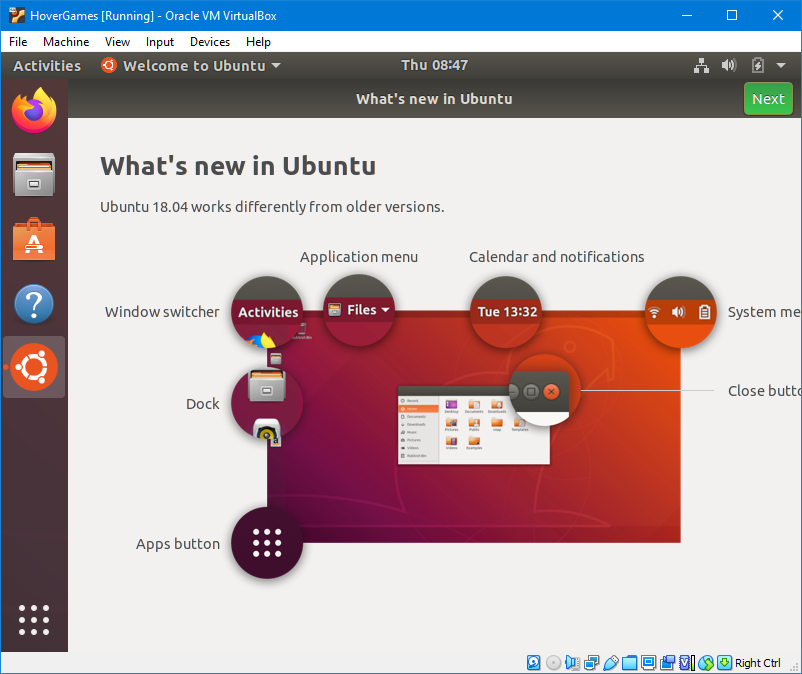 HoverGames [Running] - Oracle VM VirtualBox
File Machine View Input Devices Help
Activities Welcome to Ubuntu Thu 08:47
What's new in Ubuntu Next
What's new in Ubuntu
Ubuntu 18.04 works differently from older versions.
Application menu Calendar and notifications
Window switcher Activities Files Tue 13:32 System me
Close butto
Dock
Apps button
Right Ctrl